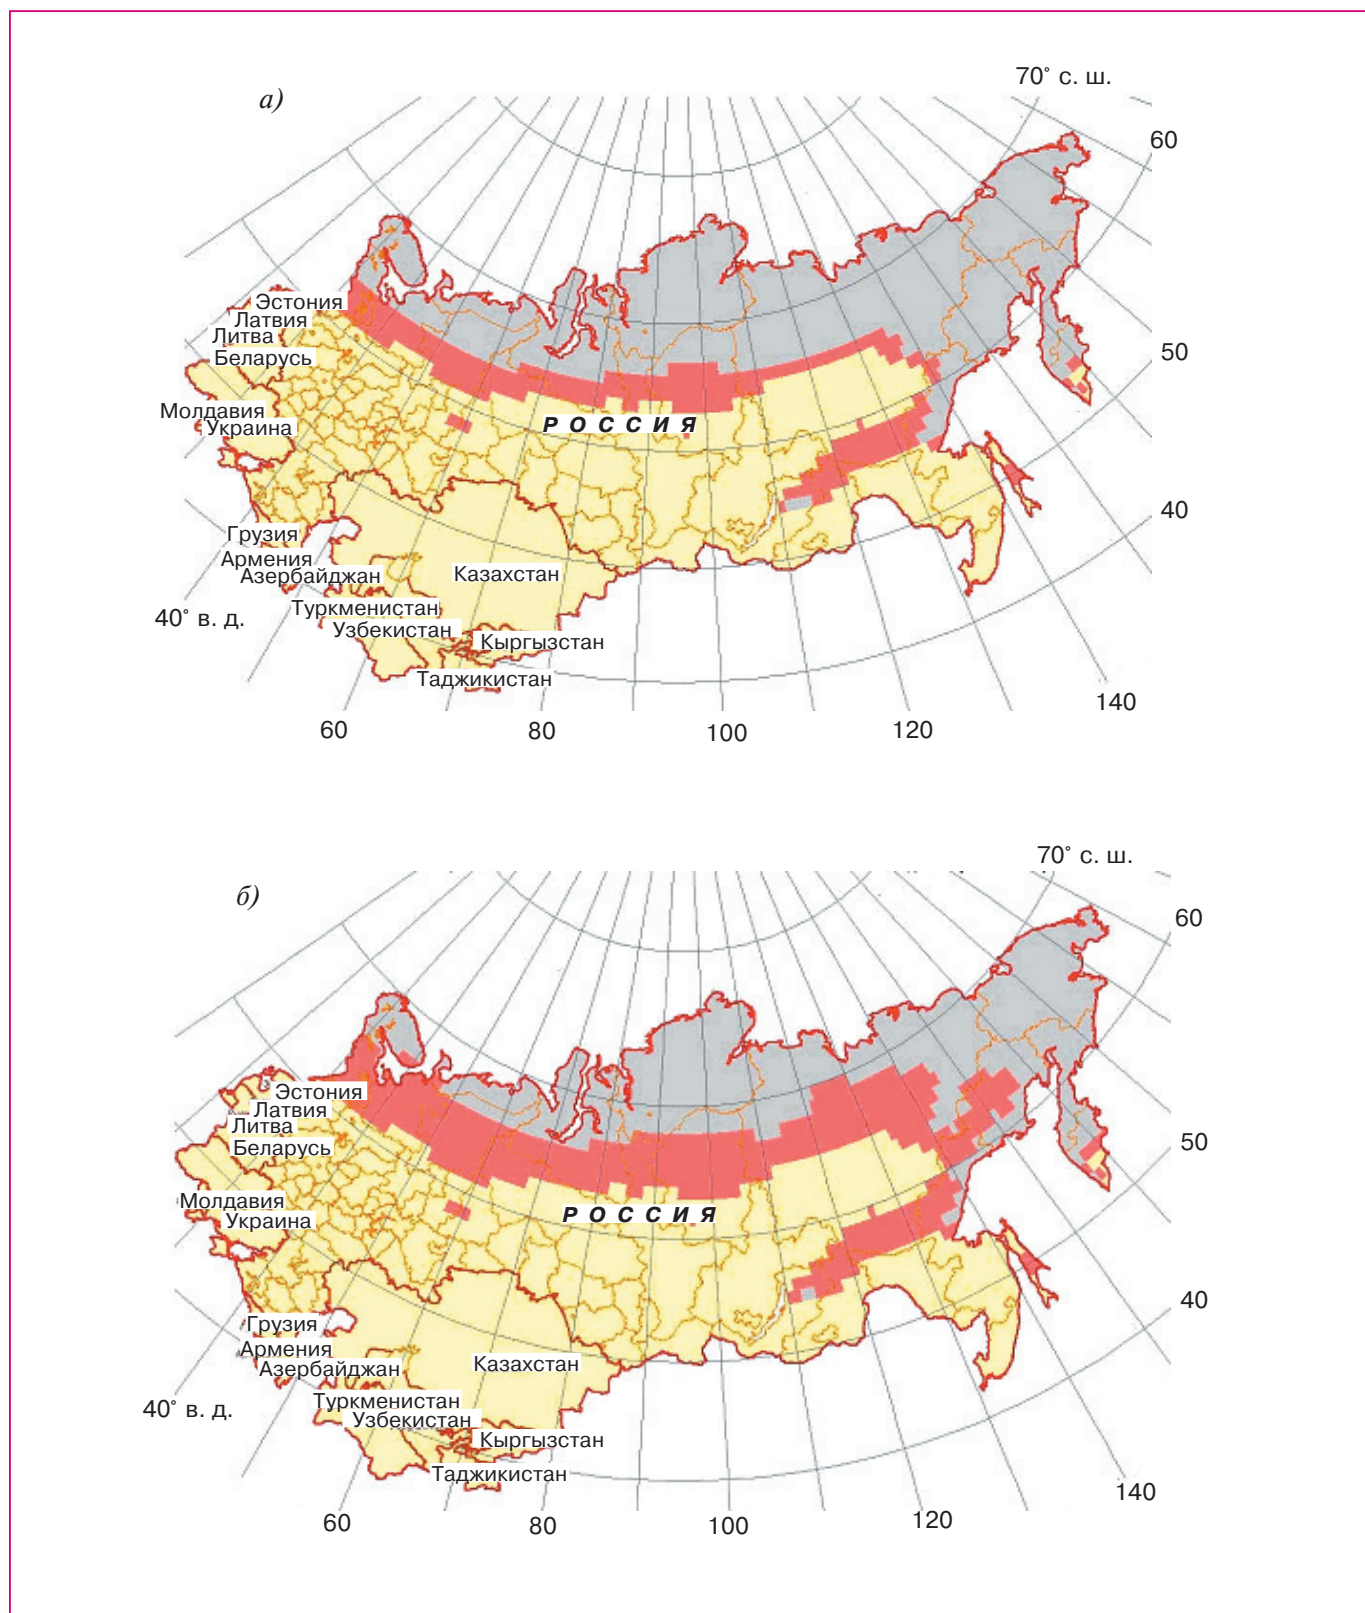 а)
70° с. ш.
60
Эстония
Латвия
Литва
Беларусь
50
Молдавия
Украина
РОССИЯ
40
Грузия
Армения
Азербайджан
Казахстан
40° в. д.
Туркменистан
Узбекистан
Кыргызстан
Таджикистан
140
60
80
100
120
70° с. ш.
б)
60
Эстония
Латвия
Литва
Беларусь
50
Молдавия
Украина
РОССИЯ
40
Грузия
Армения
Азербайджан
Казахстан
40° в. д.
Туркменистан
Узбекистан
Кыргызстан
Таджикистан
140
60
80
100
120